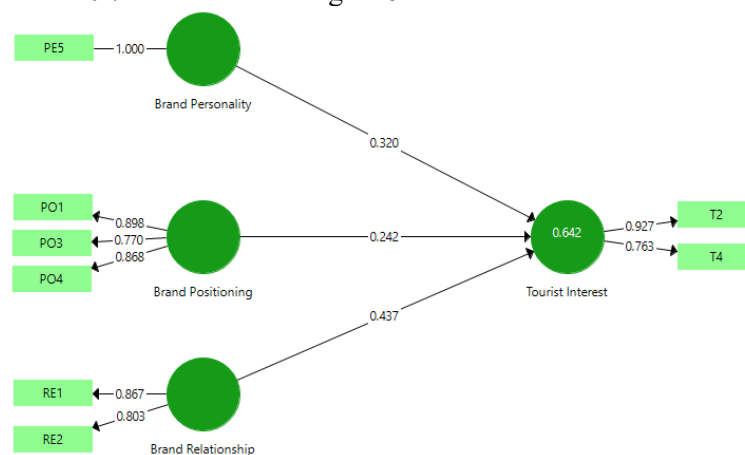 PE5
1.000
Brand Personality
0.320
PO1
PO3
PO4
0.898
0.770
0.868
Brand Positioning
0.242
0.642
Tourist Interest
0.927
0.763
T2
T4
0.437
RE1
RE2
0.867
0.803
Brand Relationship